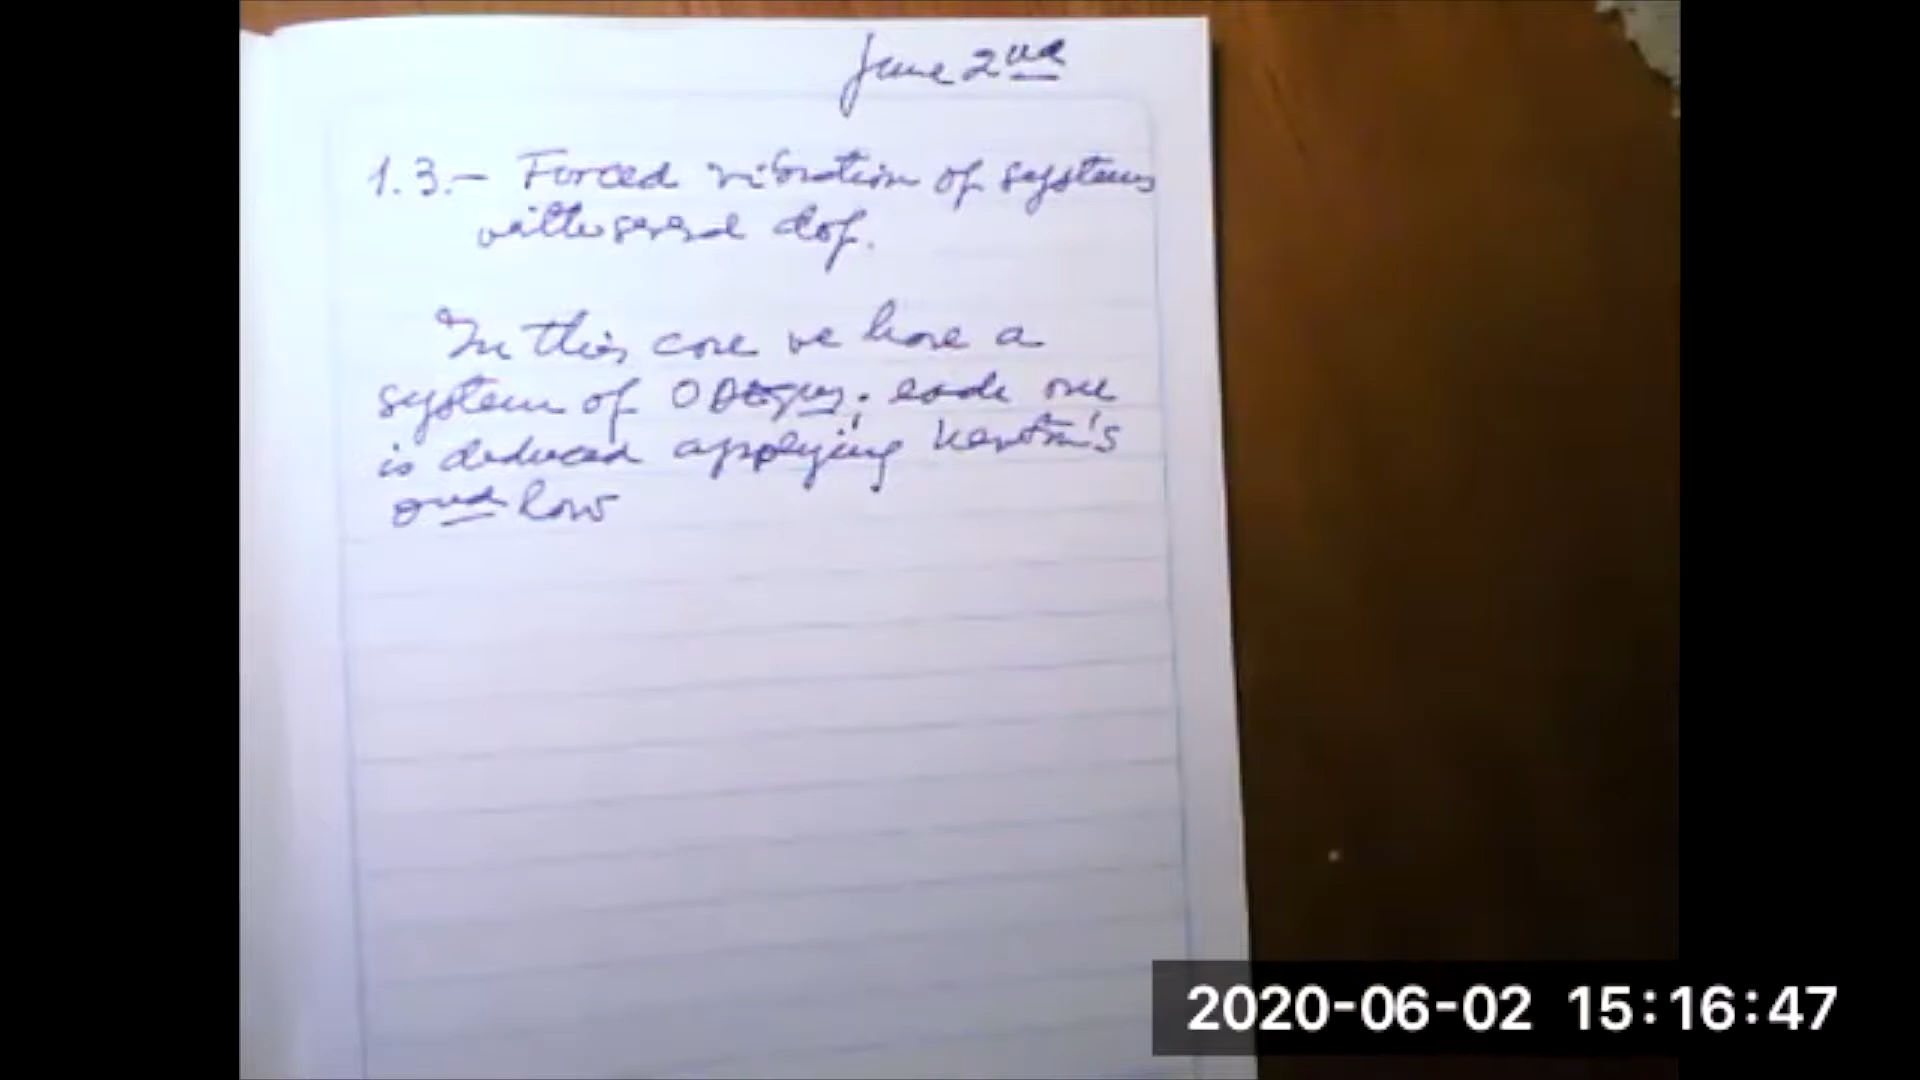 June 2nd
1.3.- Forced vibration of systems
with several dof.
In this case we have a
system of ODEqns; each one
is deduced applying Newton's
2nd law
2020-06-02 15:16:47